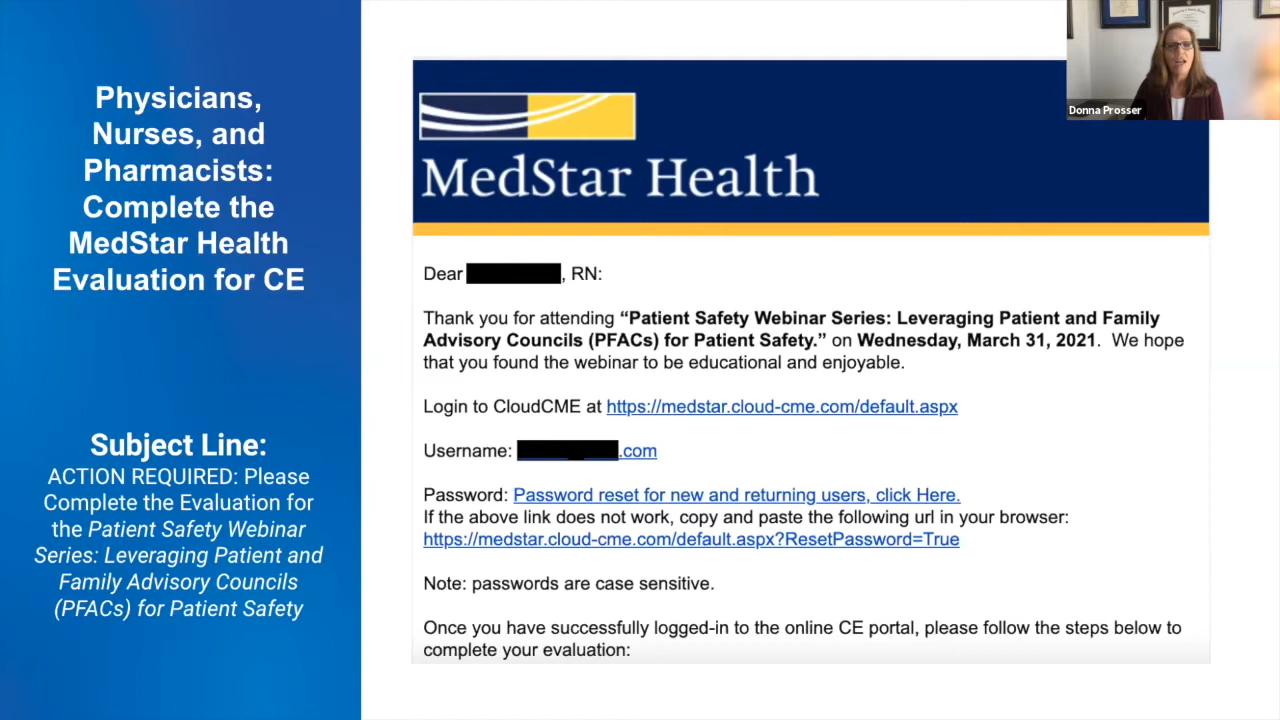 Physicians,
Nurses, and
Pharmacists:
Complete the
MedStar Health
Evaluation for CE
Subject Line:
ACTION REQUIRED: Please
Complete the Evaluation for
the Patient Safety Webinar
Series: Leveraging Patient and
Family Advisory Councils
(PFACs) for Patient Safety
MedStar Health
Dear , RN:
Thank you for attending “Patient Safety Webinar Series: Leveraging Patient and Family
Advisory Councils (PFACs) for Patient Safety.” on Wednesday, March 31, 2021. We hope
that you found the webinar to be educational and enjoyable.
Login to CloudCME at https://medstar.cloud-cme.com/default.aspx
Username: .com
Password: Password reset for new and returning users, click Here.
If the above link does not work, copy and paste the following url in your browser:
https://medstar.cloud-cme.com/default.aspx?ResetPassword=True
Note: passwords are case sensitive.
Once you have successfully logged-in to the online CE portal, please follow the steps below to
complete your evaluation:
Donna Prosser